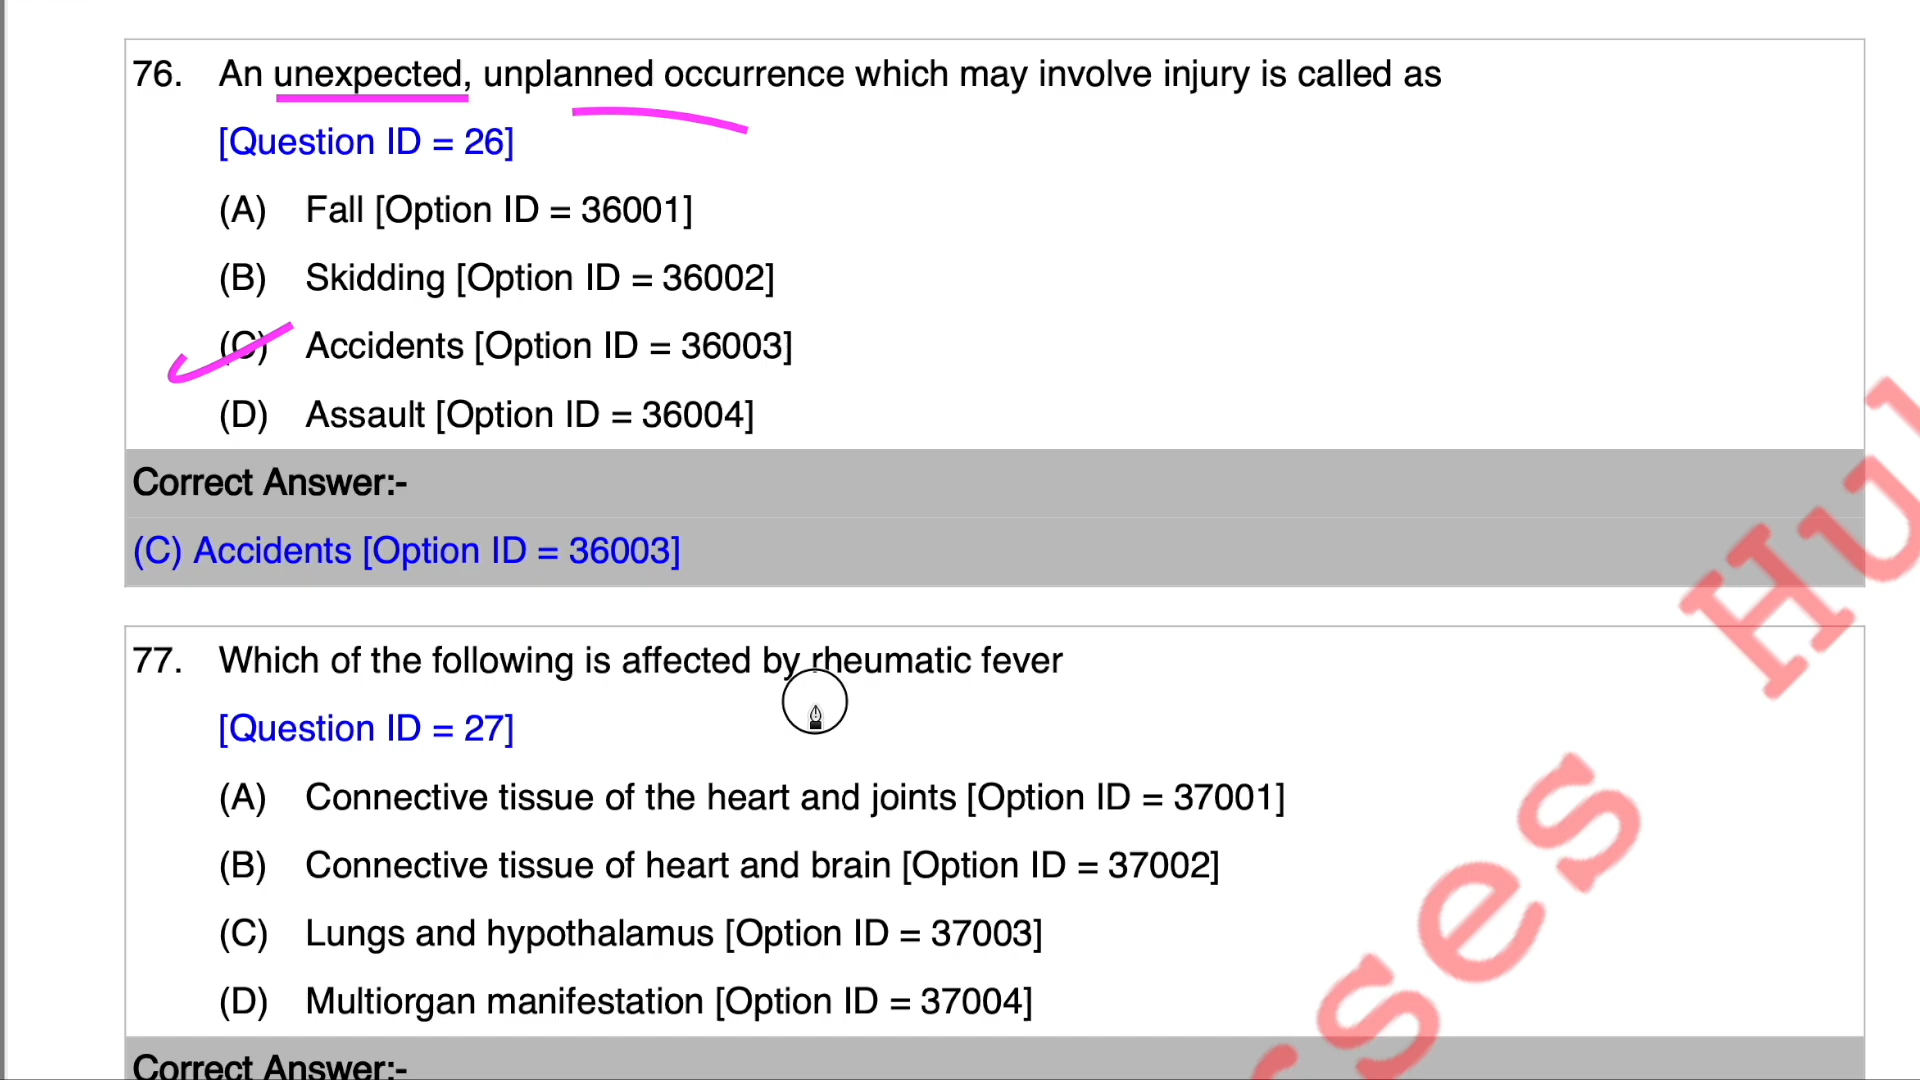 76. An unexpected, unplanned occurrence which may involve injury is called as
[Question ID = 26]
(A) Fall [Option ID = 36001]
(B) Skidding [Option ID = 36002]
(C) Accidents [Option ID = 36003]
(D) Assault [Option ID = 36004]
Correct Answer:-
(C) Accidents [Option ID = 36003]
77. Which of the following is affected by rheumatic fever
[Question ID = 27]
(A) Connective tissue of the heart and joints [Option ID = 37001]
(B) Connective tissue of heart and brain [Option ID = 37002]
(C) Lungs and hypothalamus [Option ID = 37003]
(D) Multiorgan manifestation [Option ID = 37004]
Correct Answer:-